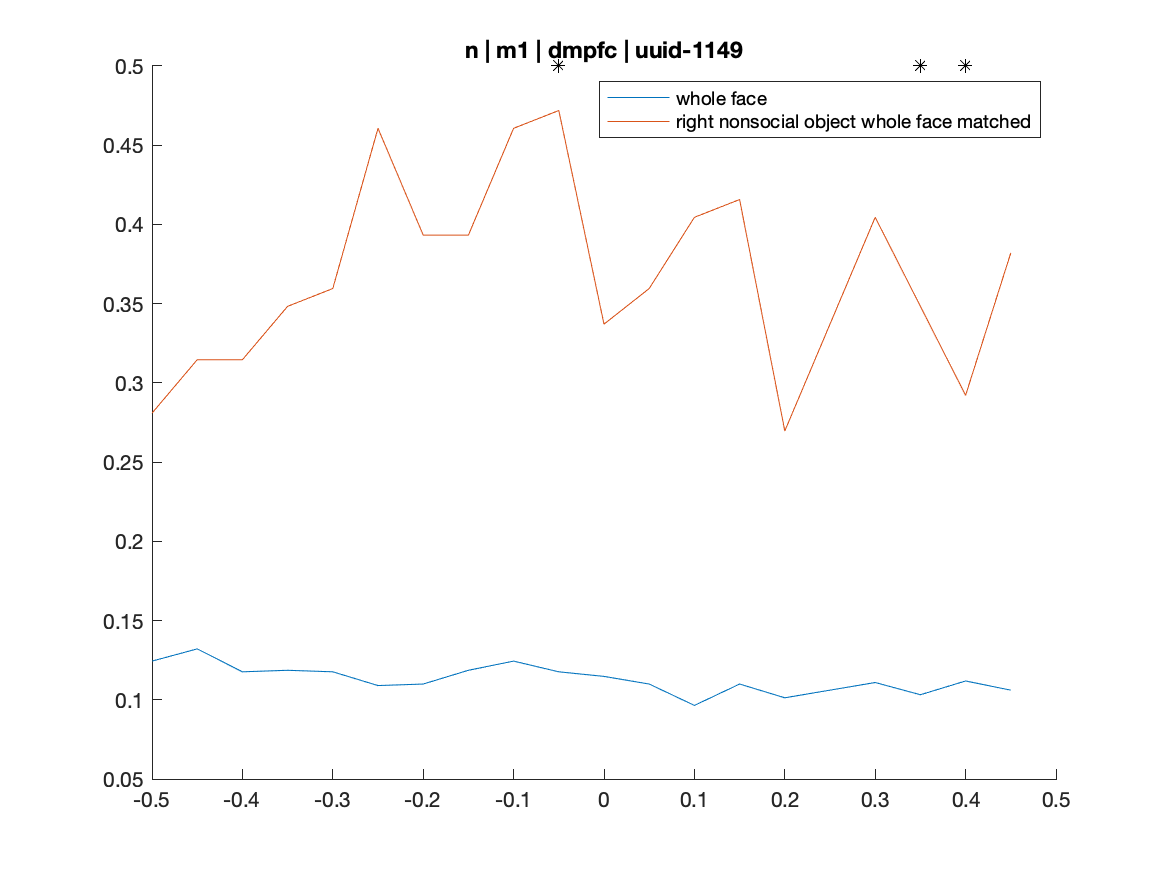 n | m1 | dmpfc | uuid-1149
whole face
right nonsocial object whole face matched
0.5
0.45
0.4
0.35
0.3
0.25
0.2
0.15
0.1
0.05
-0.5 -0.4 -0.3 -0.2 -0.1 0 0.1 0.2 0.3 0.4 0.5